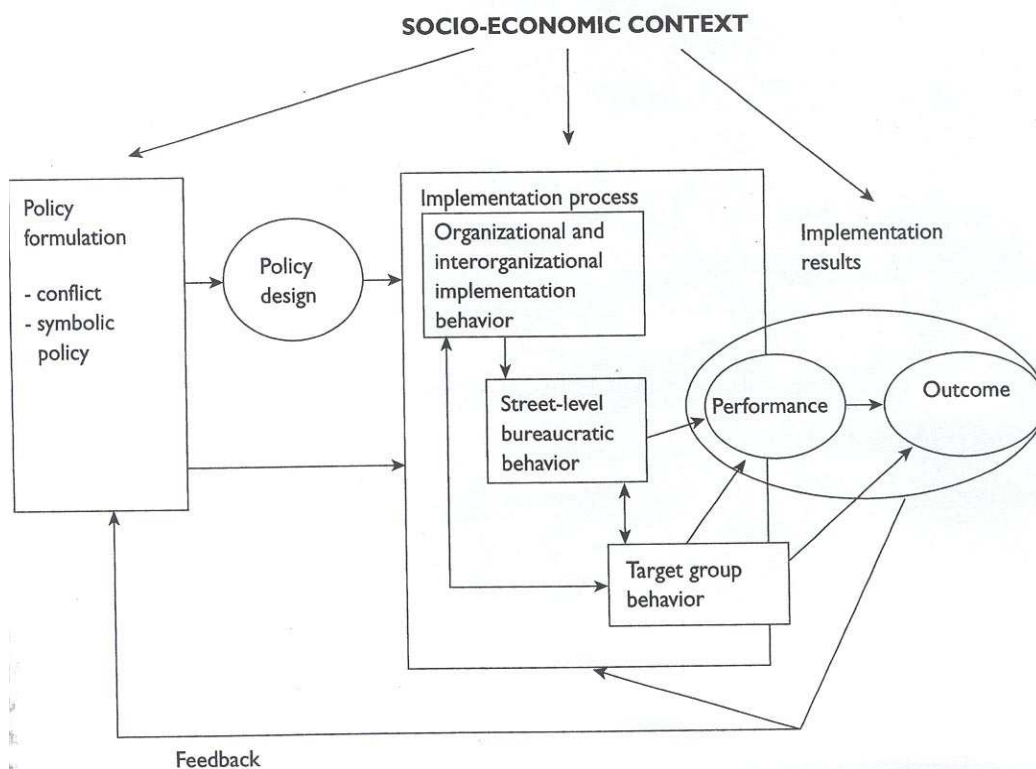 SOCIO-ECONOMIC CONTEXT
Policy
formulation
- conflict
- symbolic
policy
Policy
design
Implementation process
Organizational and
interorganizational
implementation
behavior
Street-level
bureaucratic
behavior
Target group
behavior
Implementation
results
Performance
Outcome
Feedback